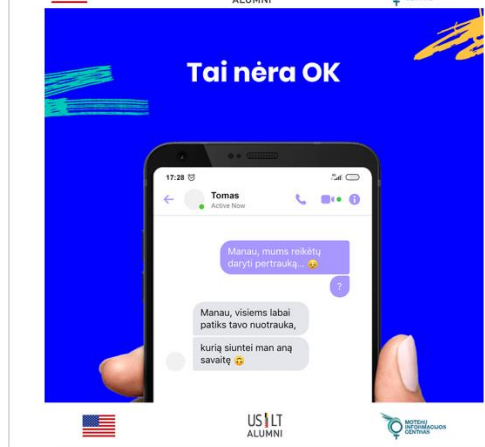 ALUMNI
Tai nėra OK
17:28
Tomas
Active Now
Manau, mums reikėtų
daryti pertrauką... 😥
?
Manau, visiems labai
patiks tavo nuotrauka,
kurią siuntei man aną
savaitę 🙃
US LT
ALUMNI
MOTERŲ
INFORMACIJOS
CENTRAS